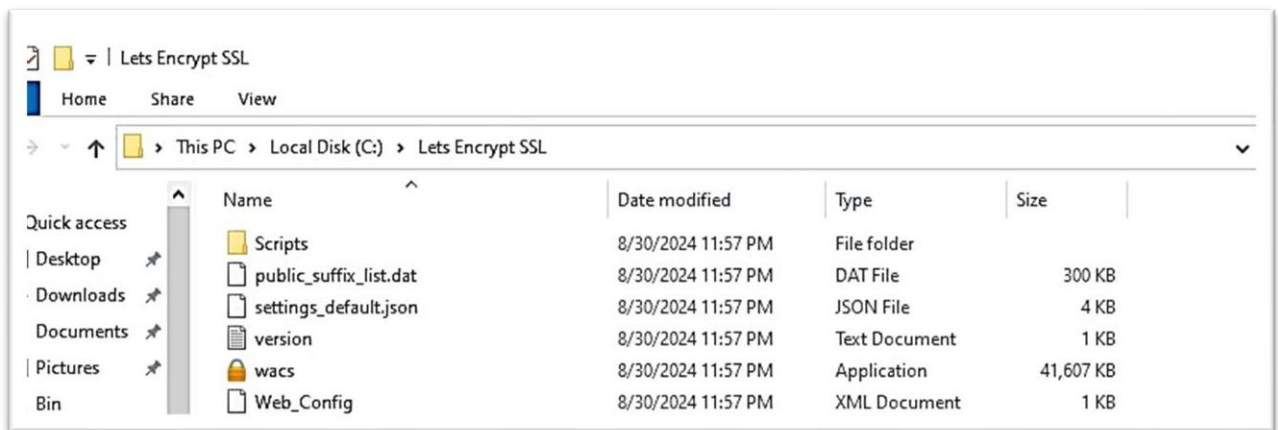 Lets Encrypt SSL
Home Share View
This PC > Local Disk (C:) > Lets Encrypt SSL
Name Date modified Type Size
Quick access
Desktop
Downloads
Documents
Pictures
Bin
Scripts 8/30/2024 11:57 PM File folder
public_suffix_list.dat 8/30/2024 11:57 PM DAT File 300 KB
settings_default.json 8/30/2024 11:57 PM JSON File 4 KB
version 8/30/2024 11:57 PM Text Document 1 KB
wacs 8/30/2024 11:57 PM Application 41,607 KB
Web_Config 8/30/2024 11:57 PM XML Document 1 KB